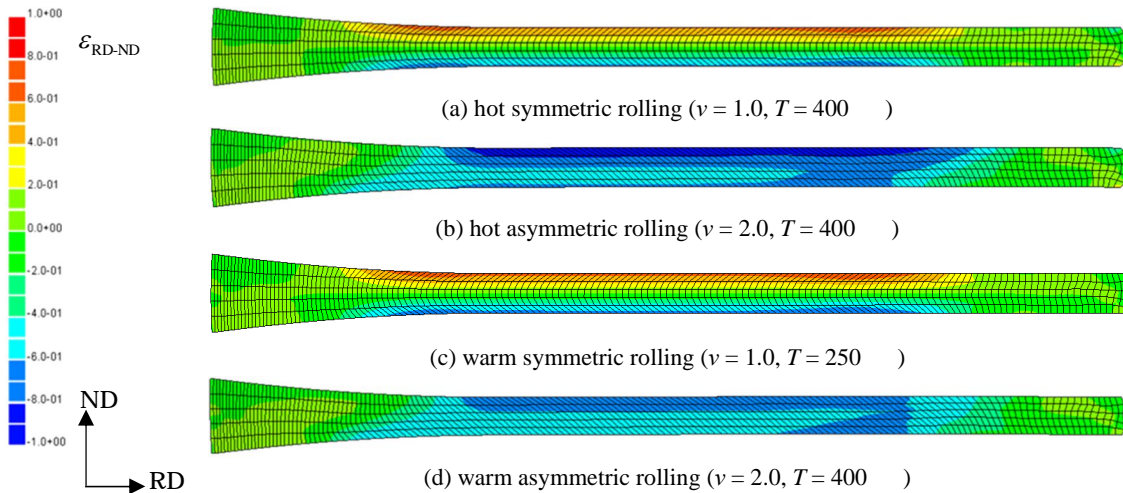 1.0+00
8.0-01
6.0-01
4.0-01
2.0-01
0.0+00
-2.0-01
-4.0-01
-6.0-01
-8.0-01
-1.0+00
εRD-ND
(a) hot symmetric rolling (v = 1.0, T = 400 )
(b) hot asymmetric rolling (v = 2.0, T = 400 )
(c) warm symmetric rolling (v = 1.0, T = 250 )
(d) warm asymmetric rolling (v = 2.0, T = 400 )
ND
RD